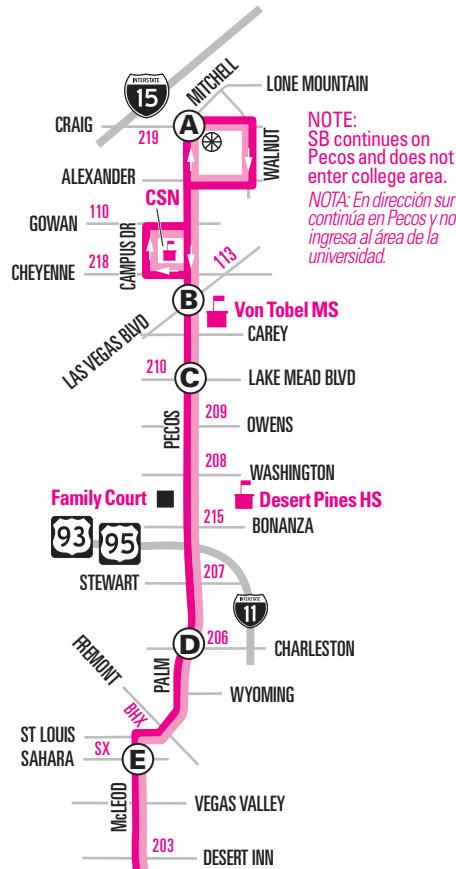 MITCHELL
LONE MOUNTAIN
INTERSTATE
15
CRAIG
219
A
WALNUT
NOTE:
SB continues on
Pecos and does not
enter college area.
NOTA: En dirección sur
continúa en Pecos y no
ingresa al área de la
universidad.
ALEXANDER
CSN
110
GOWAN
CAMPUS DR
218
CHEYENNE
113
B
Von Tobel MS
LAS VEGAS BLVD
CAREY
210
C
LAKE MEAD BLVD
PECOS
209
OWENS
208
WASHINGTON
Family Court
Desert Pines HS
215
BONANZA
93
95
207
STEWART
INTERSTATE
11
D
206
CHARLESTON
FREMONT
PALM
WYOMING
BHX
ST LOUIS
SX
SAHARA
E
McLEOD
VEGAS VALLEY
203
DESERT INN